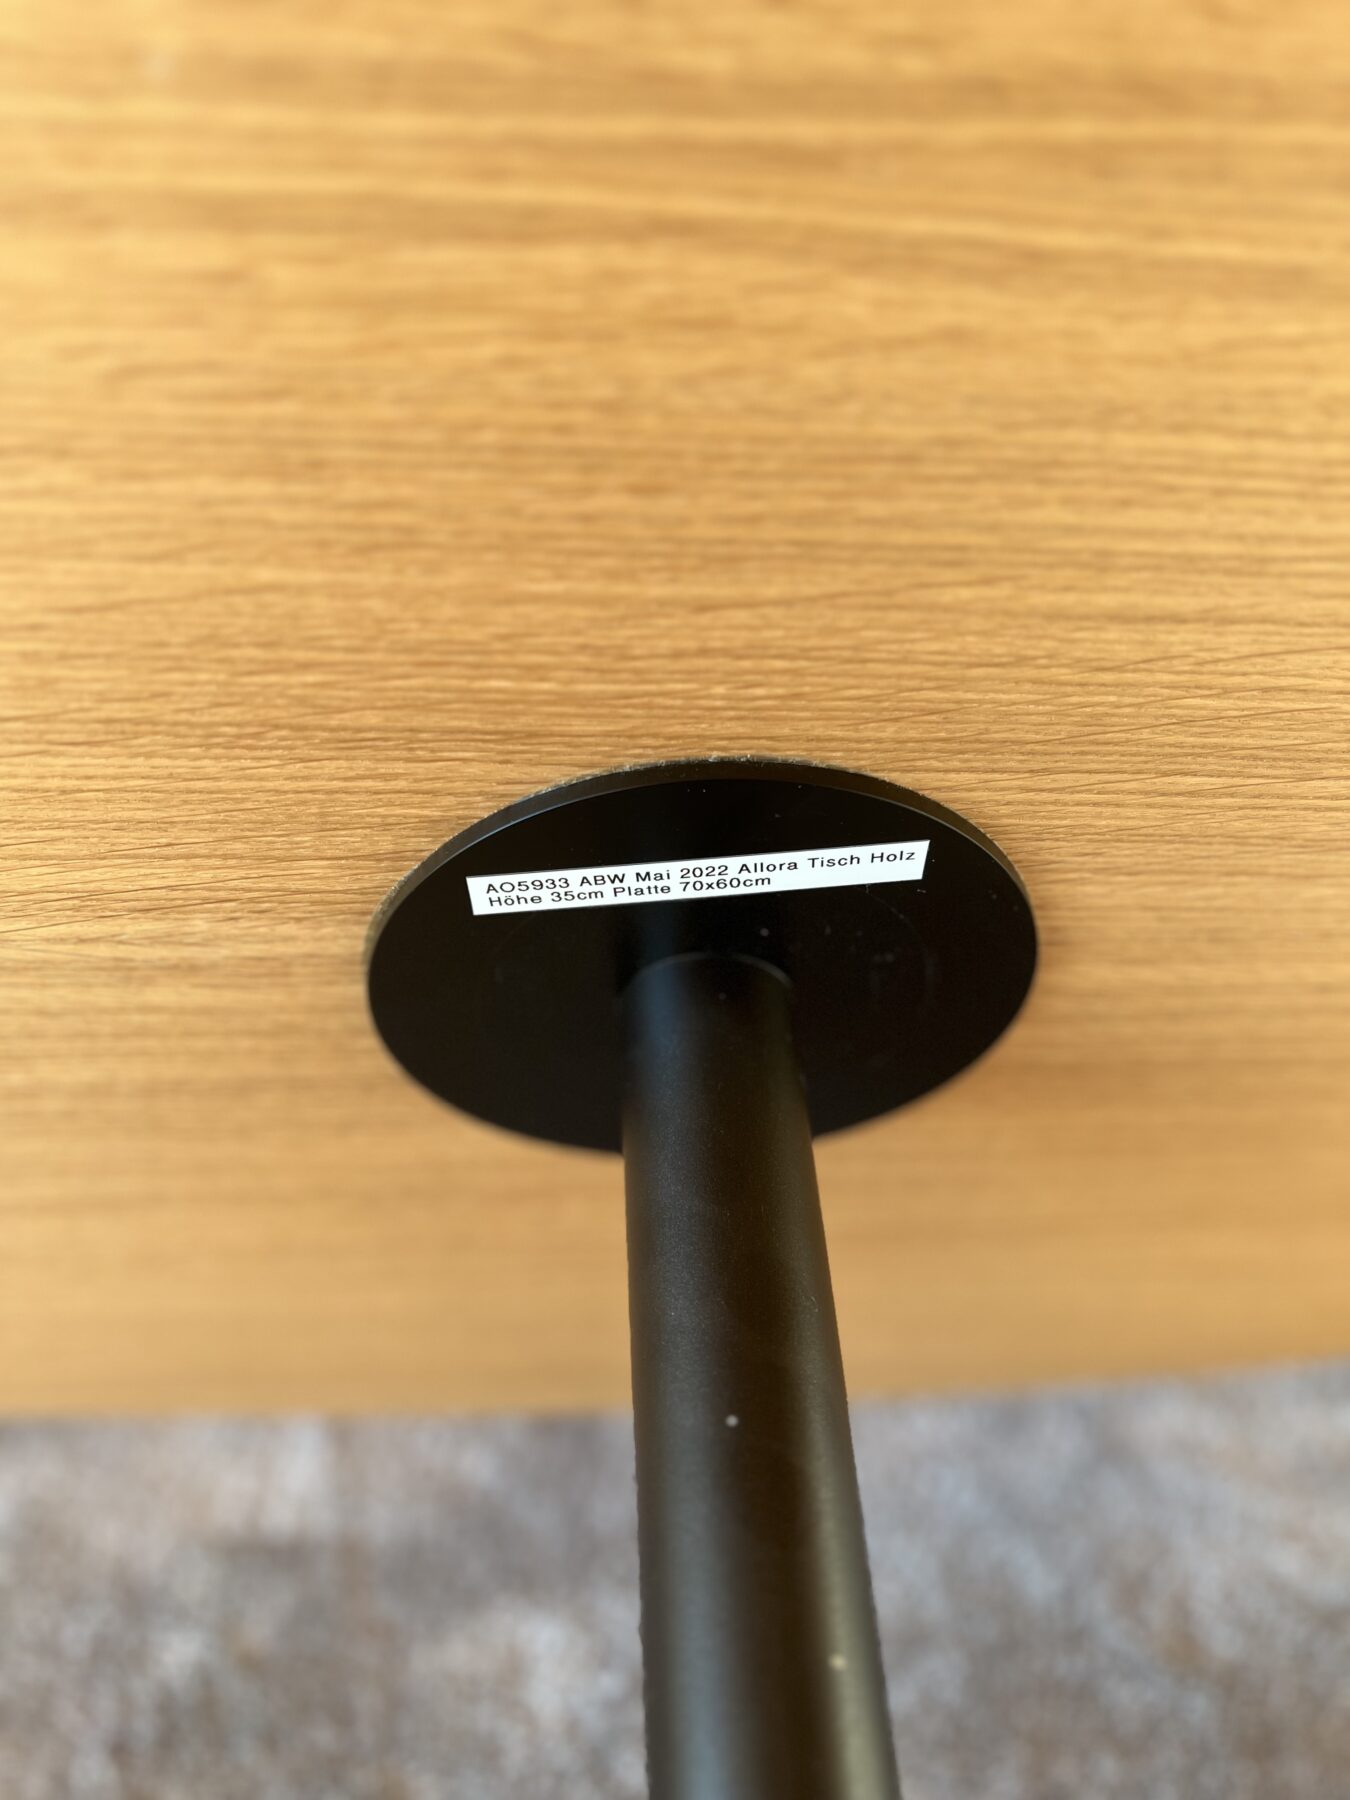 AO5933 ABW Mai 2022 Allora Tisch Holz
Höhe 35cm Platte 70x60cm